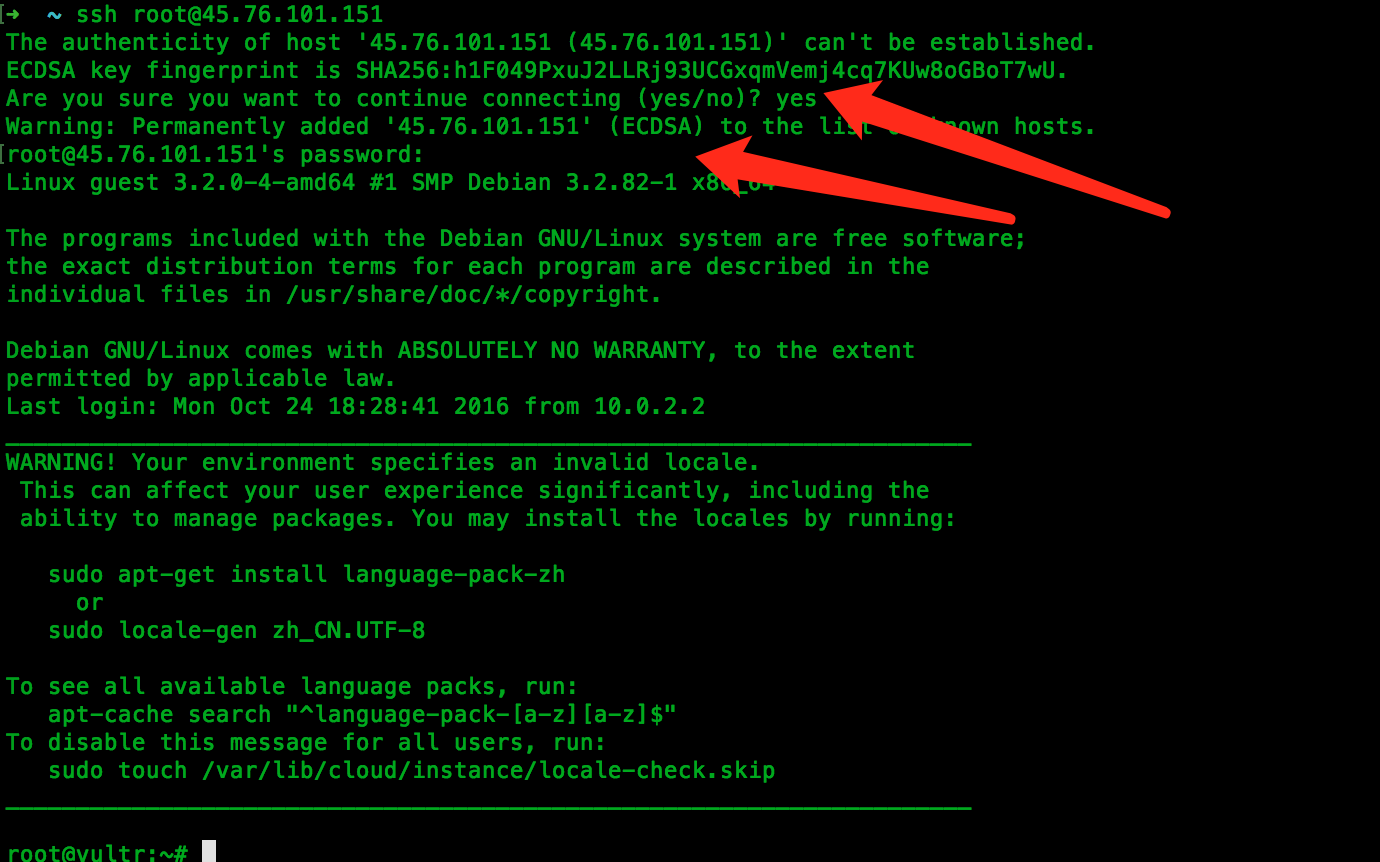 [➜  ~ ssh root@45.76.101.151
The authenticity of host '45.76.101.151 (45.76.101.151)' can't be established.
ECDSA key fingerprint is SHA256:h1F049PxuJ2LLRj93UCGxqmVemj4cq7KUw8oGBoT7wU.
Are you sure you want to continue connecting (yes/no)? yes
Warning: Permanently added '45.76.101.151' (ECDSA) to the list known hosts.
[root@45.76.101.151's password:
Linux guest 3.2.0-4-amd64 #1 SMP Debian 3.2.82-1 x86_64

The programs included with the Debian GNU/Linux system are free software;
the exact distribution terms for each program are described in the
individual files in /usr/share/doc/*/copyright.

Debian GNU/Linux comes with ABSOLUTELY NO WARRANTY, to the extent
permitted by applicable law.
Last login: Mon Oct 24 18:28:41 2016 from 10.0.2.2
_____________________________________________________________________
WARNING! Your environment specifies an invalid locale.
 This can affect your user experience significantly, including the
 ability to manage packages. You may install the locales by running:

   sudo apt-get install language-pack-zh
     or
   sudo locale-gen zh_CN.UTF-8

To see all available language packs, run:
   apt-cache search "^language-pack-[a-z][a-z]$"
To disable this message for all users, run:
   sudo touch /var/lib/cloud/instance/locale-check.skip
_____________________________________________________________________

root@vultr:~#